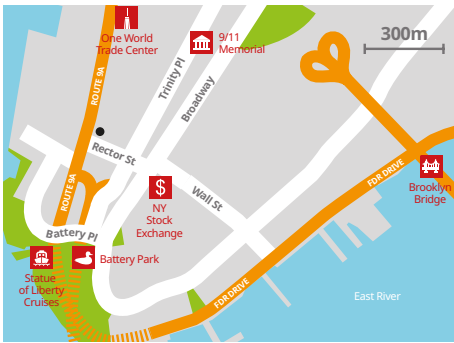 One World
Trade Center
9/11
Memorial
300m
ROUTE 9A
Trinity Pl
Broadway
Rector St
Wall St
FDR DRIVE
Brooklyn
Bridge
ROUTE 9A
$
NY
Stock
Exchange
Battery Pl
Battery Park
Statue
of Liberty
Cruises
FDR DRIVE
East River